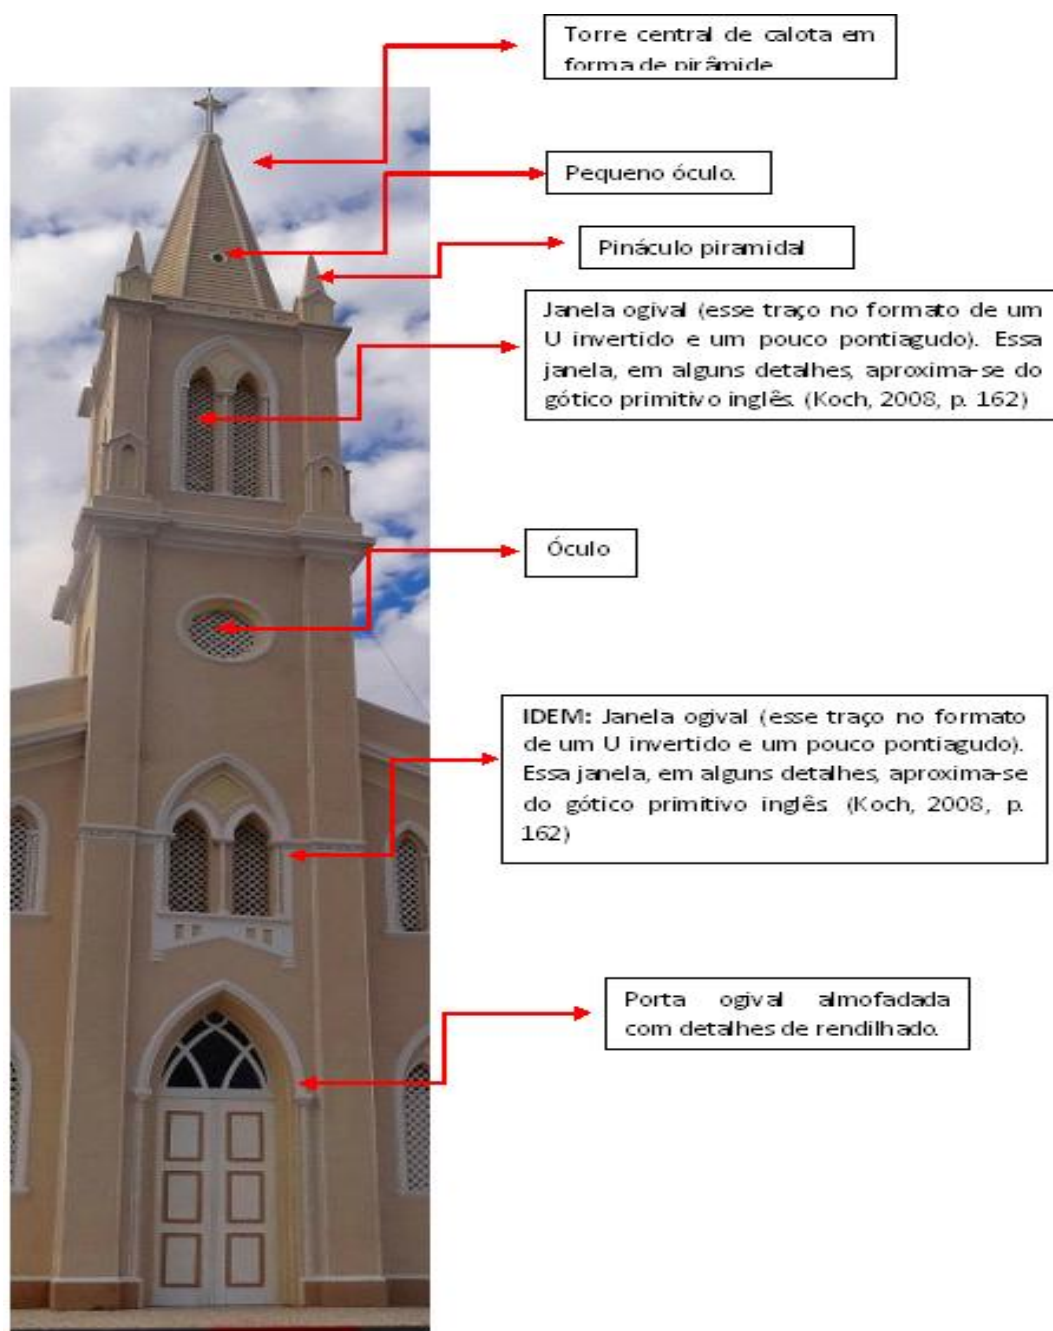 Torre central de calota em
forma de pirâmide
Pequeno óculo.
Pináculo piramidal
Janela ogival (esse traço no formato de um
U invertido e um pouco pontiagudo). Essa
janela, em alguns detalhes, aproxima-se do
gótico primitivo inglês. (Koch, 2008, p. 162)
Óculo
IDEM: Janela ogival (esse traço no formato
de um U invertido e um pouco pontiagudo).
Essa janela, em alguns detalhes, aproxima-se
do gótico primitivo inglês. (Koch, 2008, p.
162)
Porta ogival almofadada
com detalhes de rendilhado.